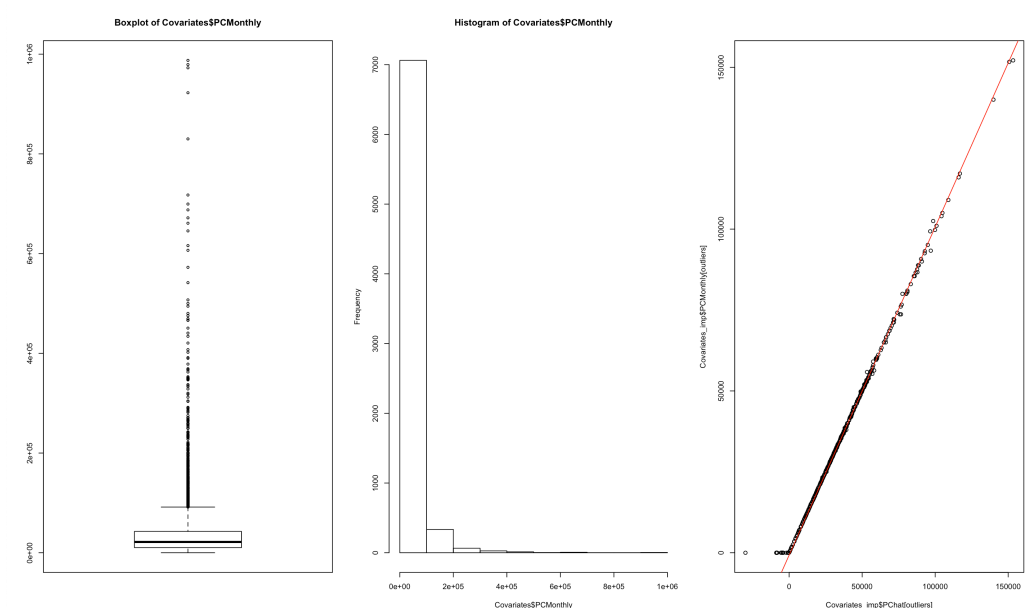 Boxplot of Covariates$PCMonthly
0e+00
2e+05
4e+05
6e+05
8e+05
1e+06
Histogram of Covariates$PCMonthly
Frequency
0
1000
2000
3000
4000
5000
6000
7000
0e+00 2e+05 4e+05 6e+05 8e+05 1e+06
Covariates$PCMonthly
Covariates_imp$PCMonthly[outliers]
0
50000
100000
150000
0 50000 100000 150000
Covariates_imp$PChat[outliers]